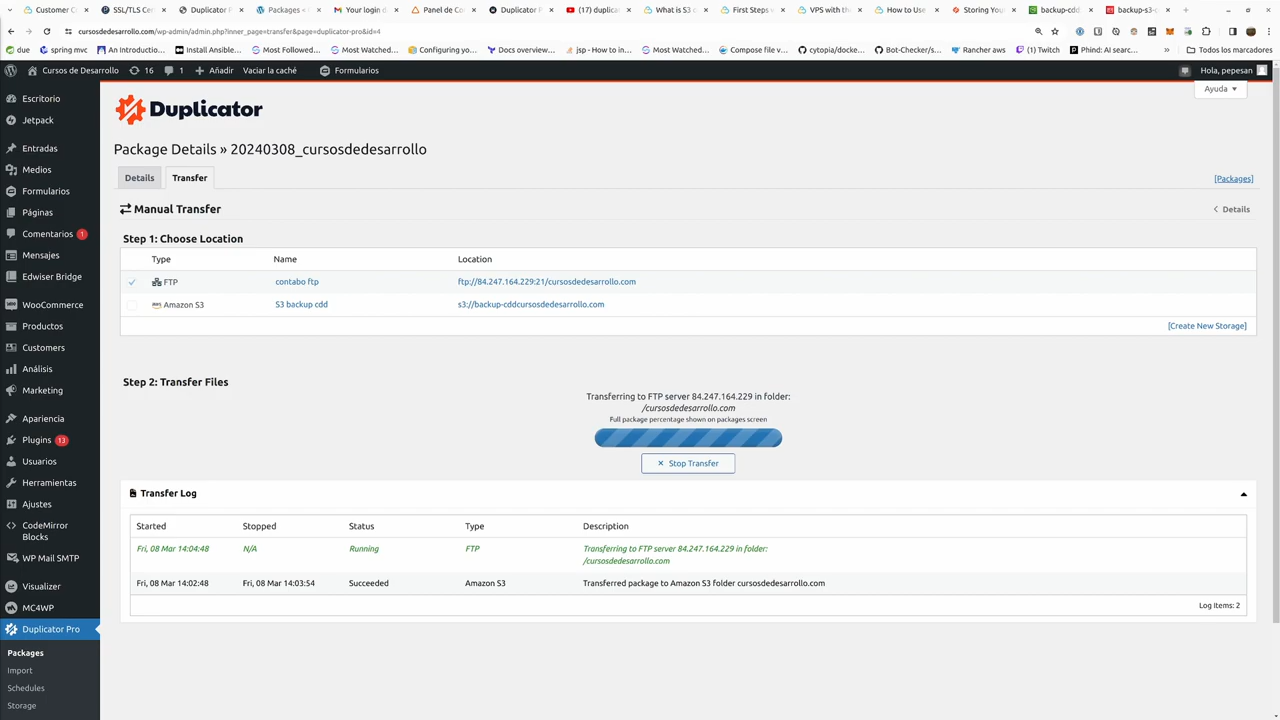 Customer C
SSL/TLS Cer
Duplicator P
Packages
Your login d
Panel de Co
Duplicator P
(17) duplica
What is S3 c
First Steps
VPS with the
How to Use
Storing You
backup-cdd
backup-s3-c
cursosdedesarrollo.com/wp-admin/admin.php?inner_page=transfer&page=duplicator-pro&id=4
due
spring mvc
An Introduction...
Install Ansible...
Most Followed...
Most Watched...
Configuring yo...
Docs overview...
jsp - How to in...
Most Watched...
Compose file v...
cytopia/docke...
Bot-Checker/s...
Rancher aws
(1) Twitch
Phind: AI searc...
»
Todos los marcadores
Cursos de Desarrollo
16
1
Añadir
Vaciar la caché
Formularios
Hola, pepesan
Escritorio
Jetpack
Entradas
Medios
Formularios
Páginas
Comentarios 1
Mensajes
Edwiser Bridge
WooCommerce
Productos
Customers
Análisis
Marketing
Apariencia
Plugins 13
Usuarios
Herramientas
Ajustes
CodeMirror
Blocks
WP Mail SMTP
Visualizer
MC4WP
Duplicator Pro
Packages
Import
Schedules
Storage
Ayuda ▼
Duplicator
Package Details » 20240308_cursosdedesarrollo
Details
Transfer
[Packages]
Manual Transfer
Details
Step 1: Choose Location
Type Name Location
FTP contabo ftp ftp://84.247.164.229:21/cursosdedesarrollo.com
Amazon S3 S3 backup cdd s3://backup-cddcursosdedesarrollo.com
[Create New Storage]
Step 2: Transfer Files
Transferring to FTP server 84.247.164.229 in folder:
/cursosdedesarrollo.com
Full package percentage shown on packages screen
× Stop Transfer
Transfer Log
Started Stopped Status Type Description
Fri, 08 Mar 14:04:48 N/A Running FTP Transferring to FTP server 84.247.164.229 in folder:
/cursosdedesarrollo.com
Fri, 08 Mar 14:02:48 Fri, 08 Mar 14:03:54 Succeeded Amazon S3 Transferred package to Amazon S3 folder cursosdedesarrollo.com
Log Items: 2